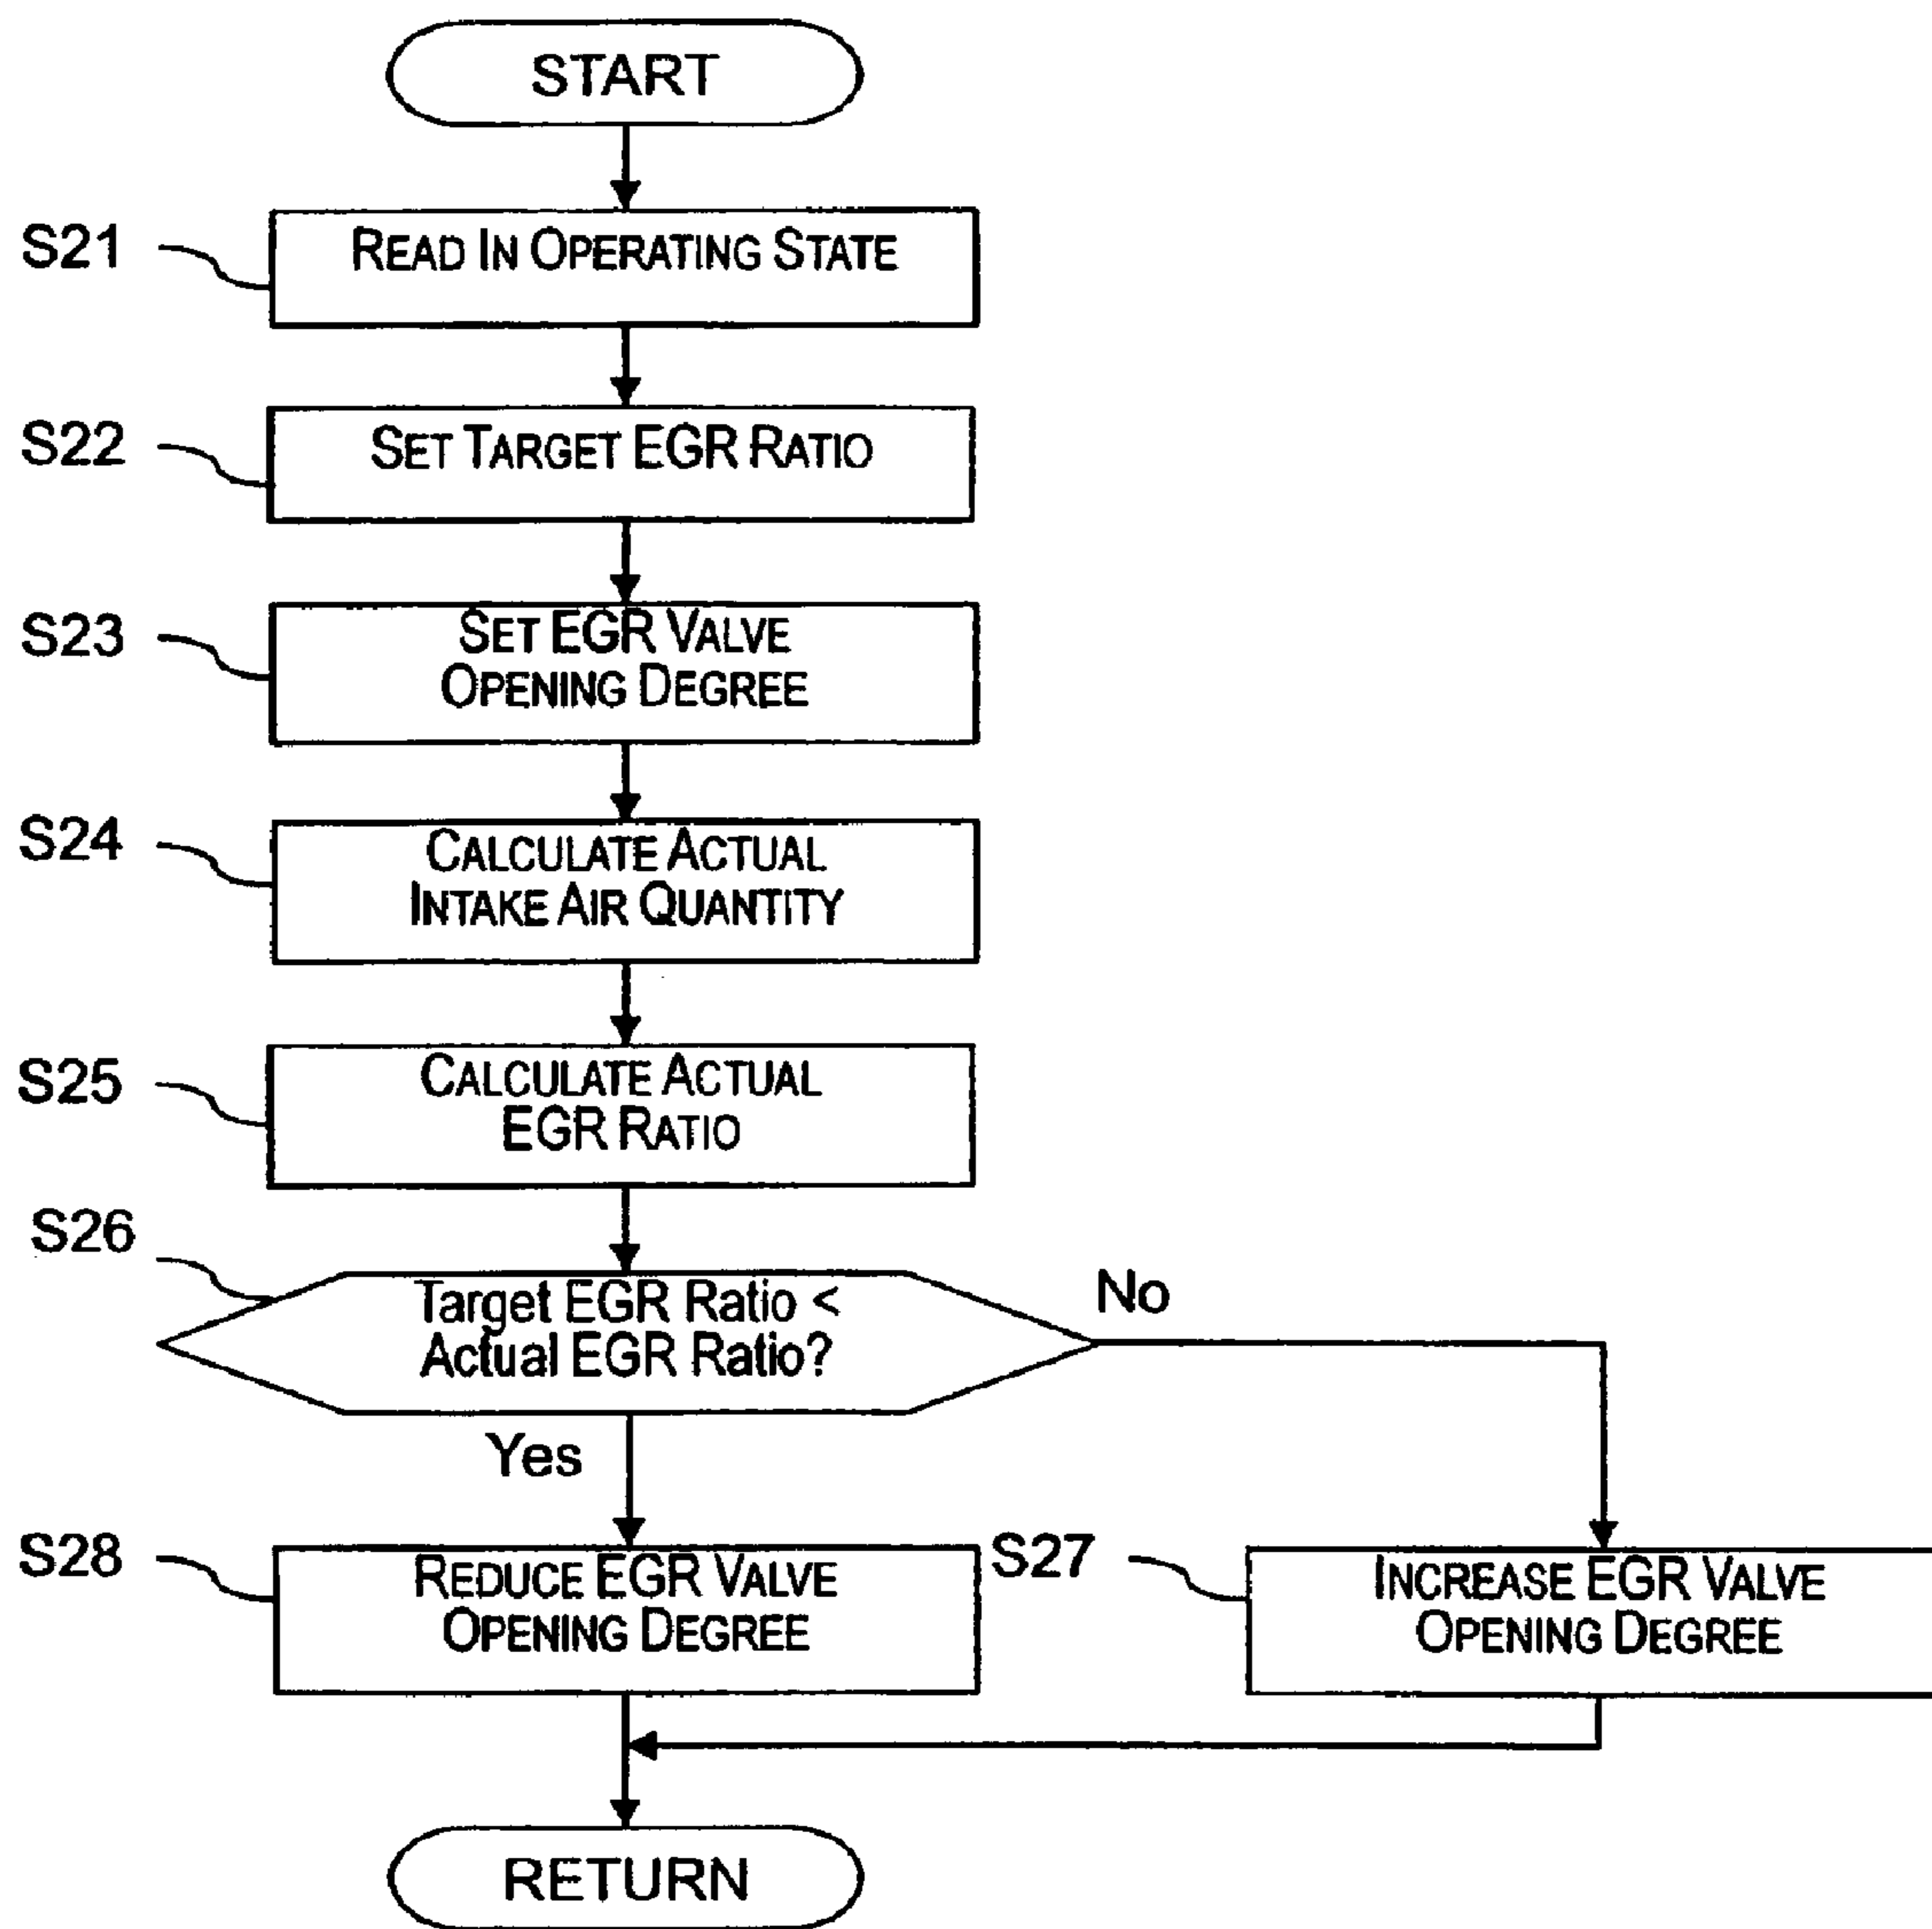 START
S21
READ IN OPERATING STATE
S22
SET TARGET EGR RATIO
S23
SET EGR VALVE
OPENING DEGREE
S24
CALCULATE ACTUAL
INTAKE AIR QUANTITY
S25
CALCULATE ACTUAL
EGR RATIO
S26
Target EGR Ratio <
Actual EGR Ratio?
No
Yes
S28
REDUCE EGR VALVE
OPENING DEGREE
S27
INCREASE EGR VALVE
OPENING DEGREE
RETURN